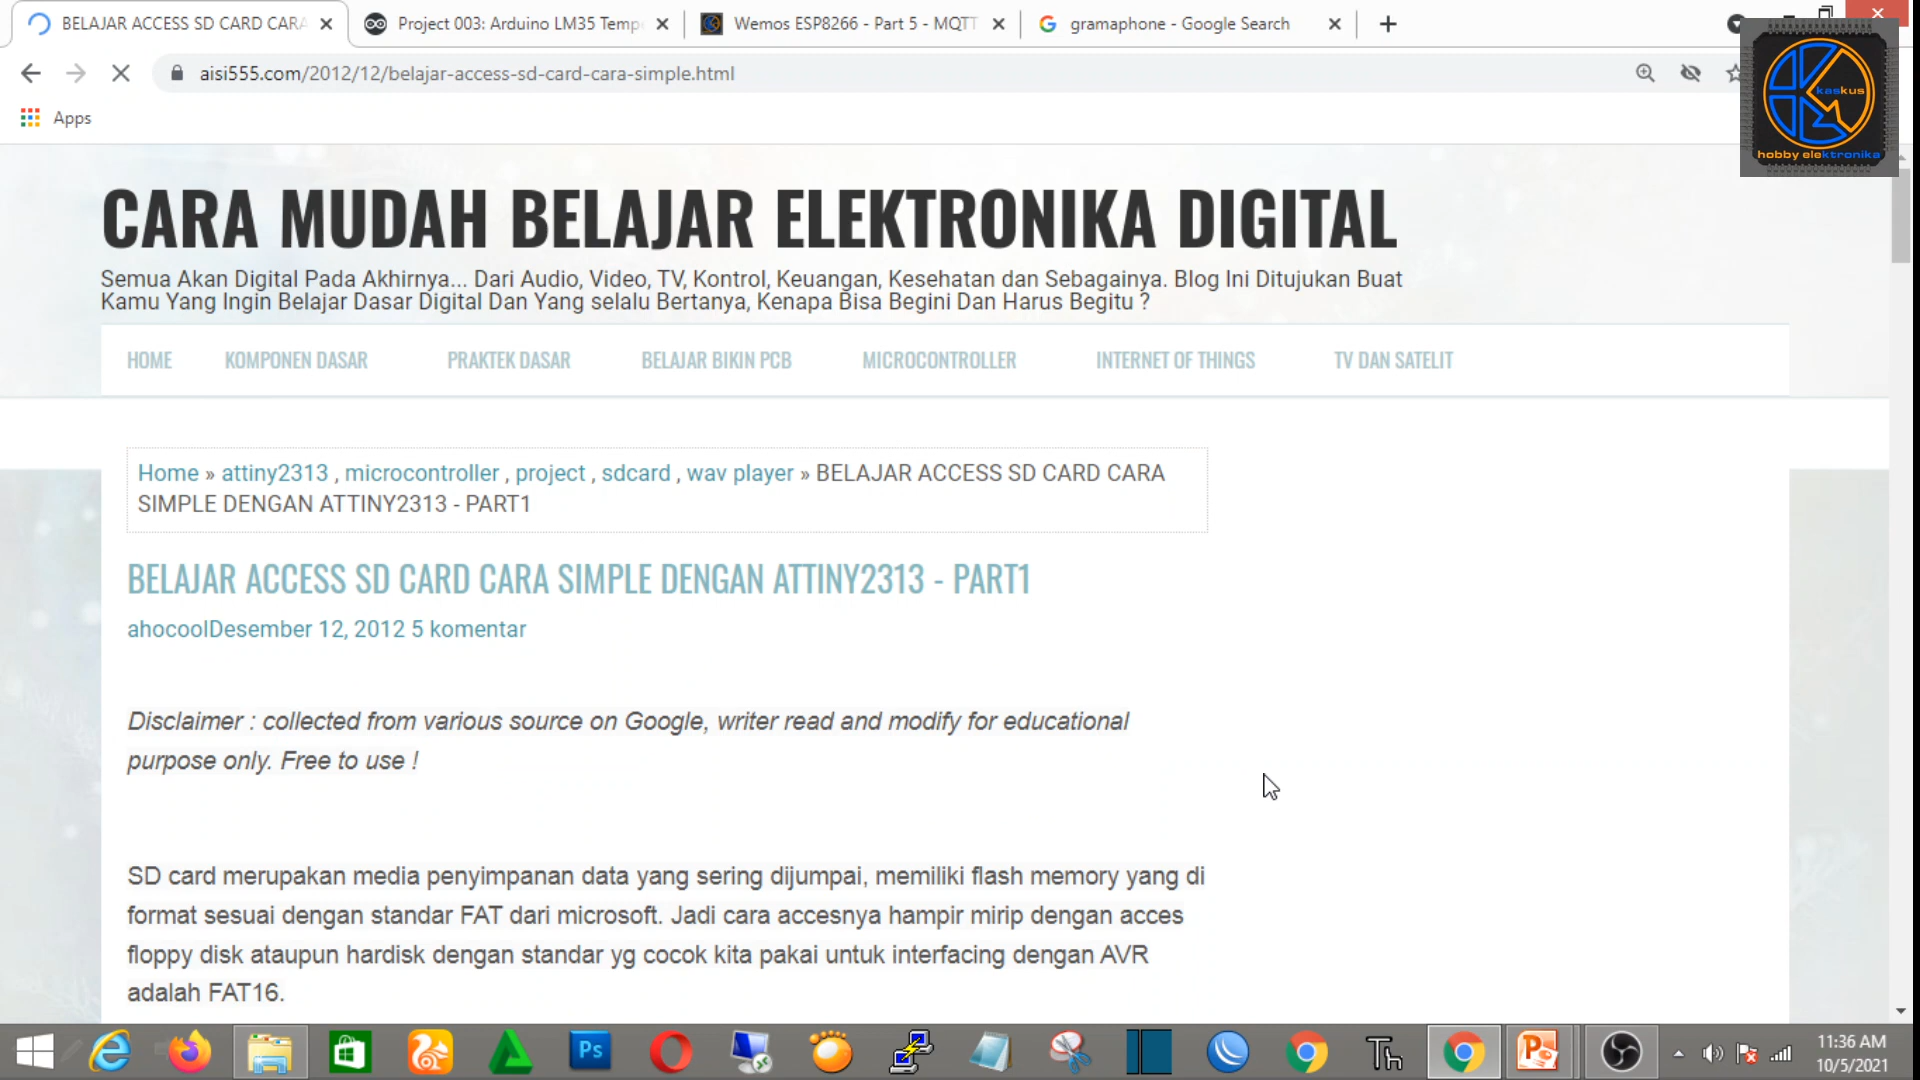 BELAJAR ACCESS SD CARD CARA
Project 003: Arduino LM35 Temp
Wemos ESP8266 - Part 5 - MQTT
gramaphone - Google Search
aisi555.com/2012/12/belajar-access-sd-card-cara-simple.html
Apps
kaskus
hobby elektronika
CARA MUDAH BELAJAR ELEKTRONIKA DIGITAL
Semua Akan Digital Pada Akhirnya... Dari Audio, Video, TV, Kontrol, Keuangan, Kesehatan dan Sebagainya. Blog Ini Ditujukan Buat
Kamu Yang Ingin Belajar Dasar Digital Dan Yang selalu Bertanya, Kenapa Bisa Begini Dan Harus Begitu ?
HOME KOMPONEN DASAR PRAKTEK DASAR BELAJAR BIKIN PCB MICROCONTROLLER INTERNET OF THINGS TV DAN SATELIT
Home » attiny2313 , microcontroller , project , sdcard , wav player » BELAJAR ACCESS SD CARD CARA
SIMPLE DENGAN ATTINY2313 - PART1
BELAJAR ACCESS SD CARD CARA SIMPLE DENGAN ATTINY2313 - PART1
ahocoolDesember 12, 2012 5 komentar
Disclaimer : collected from various source on Google, writer read and modify for educational
purpose only. Free to use !
SD card merupakan media penyimpanan data yang sering dijumpai, memiliki flash memory yang di
format sesuai dengan standar FAT dari microsoft. Jadi cara accesnya hampir mirip dengan acces
floppy disk ataupun hardisk dengan standar yg cocok kita pakai untuk interfacing dengan AVR
adalah FAT16.
Ps
Th
P
11:36 AM
10/5/2021